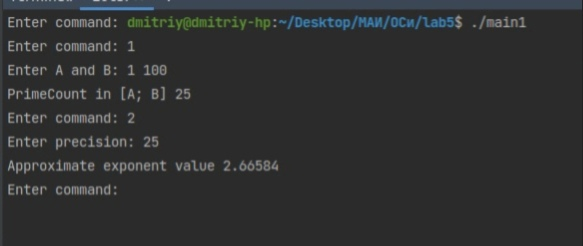 Enter command: dmitriy@dmitriy-hp:~/Desktop/МАИ/ОСи/lab5$ ./main1
Enter command: 1
Enter A and B: 1 100
PrimeCount in [A; B] 25
Enter command: 2
Enter precision: 25
Approximate exponent value 2.66584
Enter command: